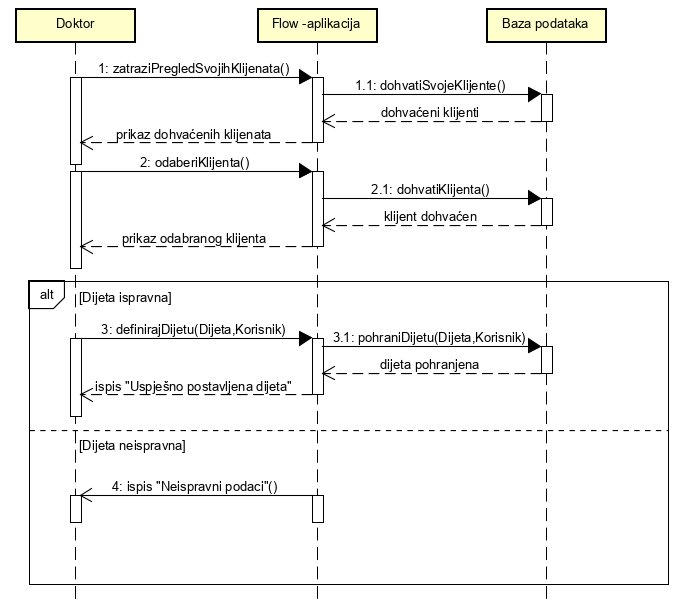 Doktor
Flow -aplikacija
Baza podataka
1: zatraziPregledSvojihKlijenata()
1.1: dohvatiSvojeKlijente()
dohvaćeni klijenti
prikaz dohvaćenih klijenata
2: odaberiKlijenta()
2.1: dohvatiKlijenta()
klijent dohvaćen
prikaz odabranog klijenta
alt
[Dijeta ispravna]
3: definirajDijetu(Dijeta,Korisnik)
3.1: pohraniDijetu(Dijeta,Korisnik)
dijeta pohranjena
ispis "Uspješno postavljena dijeta"
[Dijeta neispravna]
4: ispis "Neispravni podaci"()